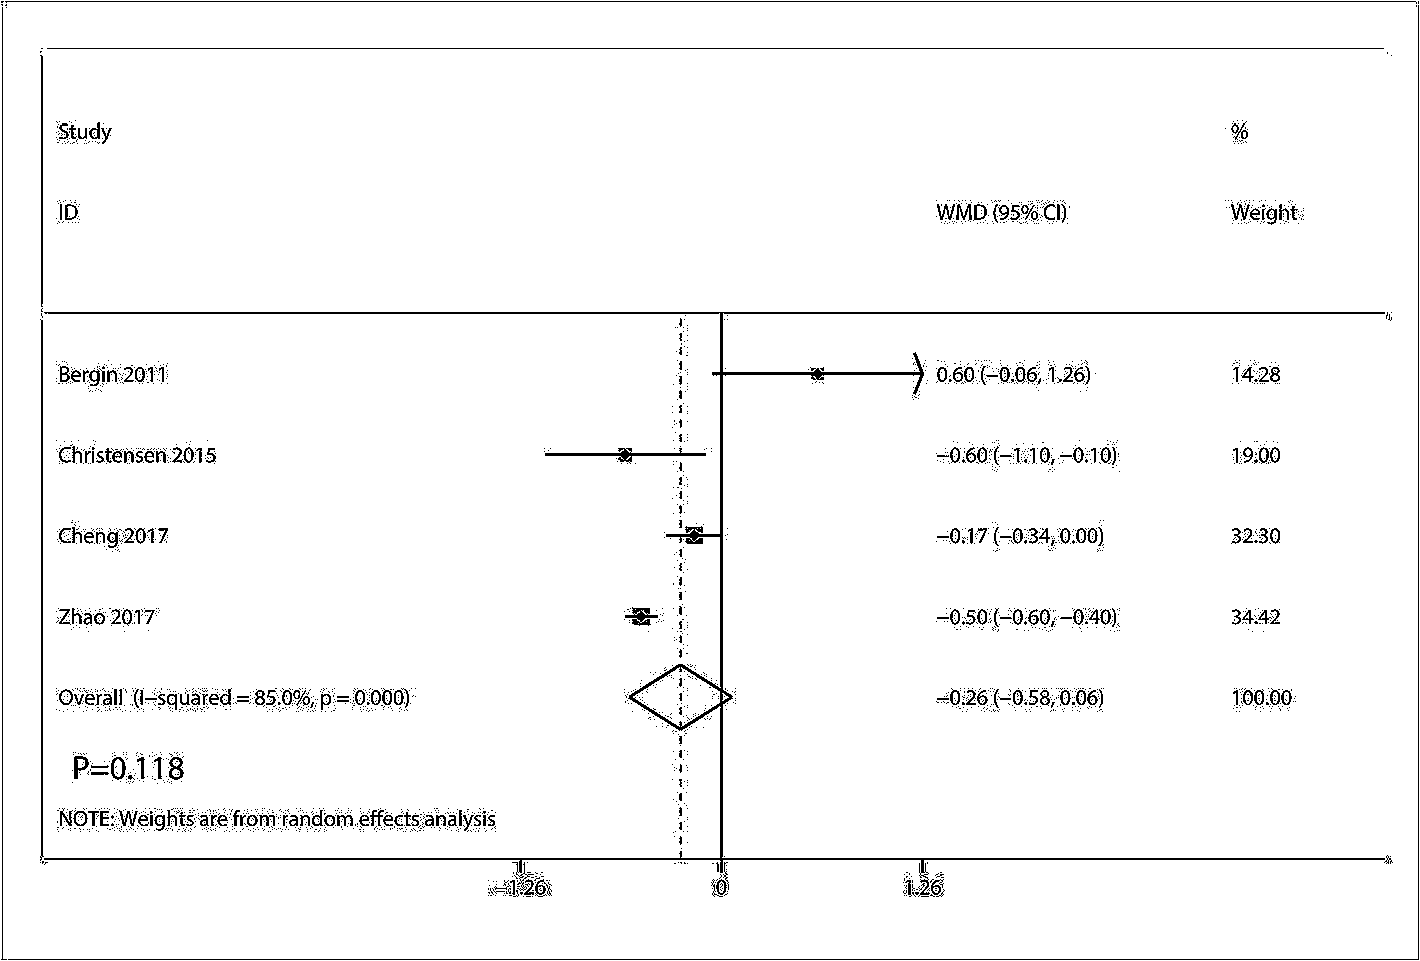 Study %
ID WMD (95% CI) Weight
Bergin 2011 0.60 (−0.06, 1.26) 14.28
Christensen 2015 −0.60 (−1.10, −0.10) 19.00
Cheng 2017 −0.17 (−0.34, 0.00) 32.30
Zhao 2017 −0.50 (−0.60, −0.40) 34.42
Overall (I−squared = 85.0%, p = 0.000) −0.26 (−0.58, 0.06) 100.00
P=0.118
NOTE: Weights are from random effects analysis
−1.26 0 1.26